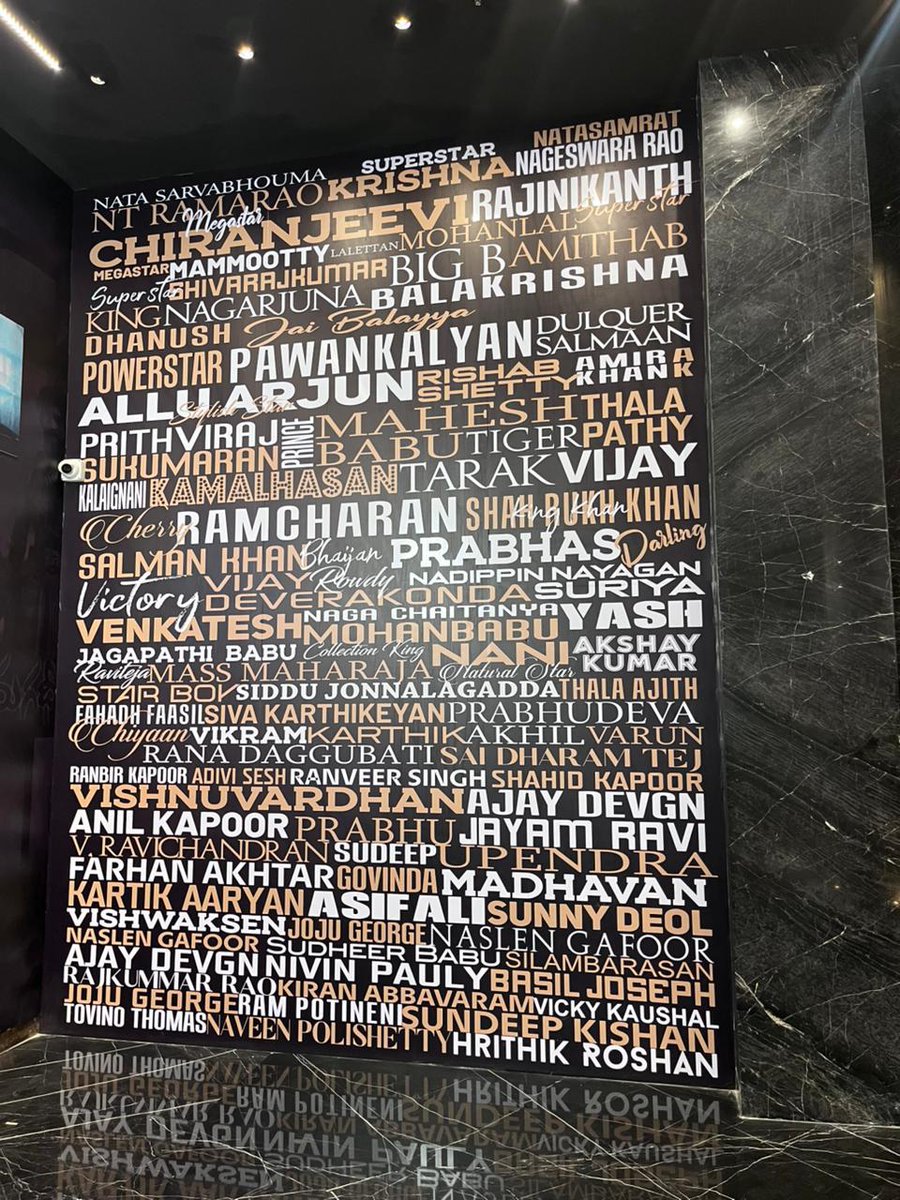 NATASAMRAT
NATA SARVABHOUMA SUPERSTAR NAGESWARA RAO
NT RAMARAO KRISHNA
Megastar RAJINIKANTH
CHIRANJEEVI Super star
LALETTAN MOHANLAL
MEGASTAR MAMMOOTTY BIG B AMITHAB
Super star SHIVARAJKUMAR
KING NAGARJUNA BALAKRISHNA
DHANUSH Jai Balayya
DULQUER SALMAAN
POWERSTAR PAWANKALYAN
RISHAB SHETTY AMIR KHAN
ALLU ARJUN
Stylish Star
PRITHVIRAJ SUKUMARAN PRINCE MAHESH BABU THALA
TIGER PATHY
KALAIGNANI KAMALHASAN TARAK VIJAY
Cherry RAMCHARAN SHAH RUKH KHAN
King Khan
SALMAN KHAN Bhaijan PRABHAS Darling
Victory VIJAY Rowdy NADIPPIN NAYAGAN
DEVERAKONDA SURIYA
NAGA CHAITANYA YASH
VENKATESH MOHANBABU
JAGAPATHI BABU Collection King NANI AKSHAY KUMAR
Raviteja MASS MAHARAJA Natural Star
STAR BOY SIDDU JONNALAGADDA THALA AJITH
FAHADH FAASIL SIVA KARTHIKEYAN PRABHUDEVA
Chiyaan VIKRAM KARTHIK AKHIL VARUN
RANA DAGGUBATI SAI DHARAM TEJ
RANBIR KAPOOR ADIVI SESH RANVEER SINGH SHAHID KAPOOR
VISHNUVARDHAN AJAY DEVGN
ANIL KAPOOR PRABHU JAYAM RAVI
V. RAVICHANDRAN SUDEEP UPENDRA
FARHAN AKHTAR GOVINDA MADHAVAN
KARTIK AARYAN ASIF ALI SUNNY DEOL
VISHWAKSEN JOJU GEORGE NASLEN GAFOOR
NASLEN GAFOOR SUDHEER BABU SILAMBARASAN
AJAY DEVGN NIVIN PAULY BASIL JOSEPH
RAJKUMMAR RAO KIRAN ABBAVARAM VICKY KAUSHAL
JOJU GEORGE RAM POTINENI SUNDEEP KISHAN
TOVINO THOMAS NAVEEN POLISHETTY HRITHIK ROSHAN